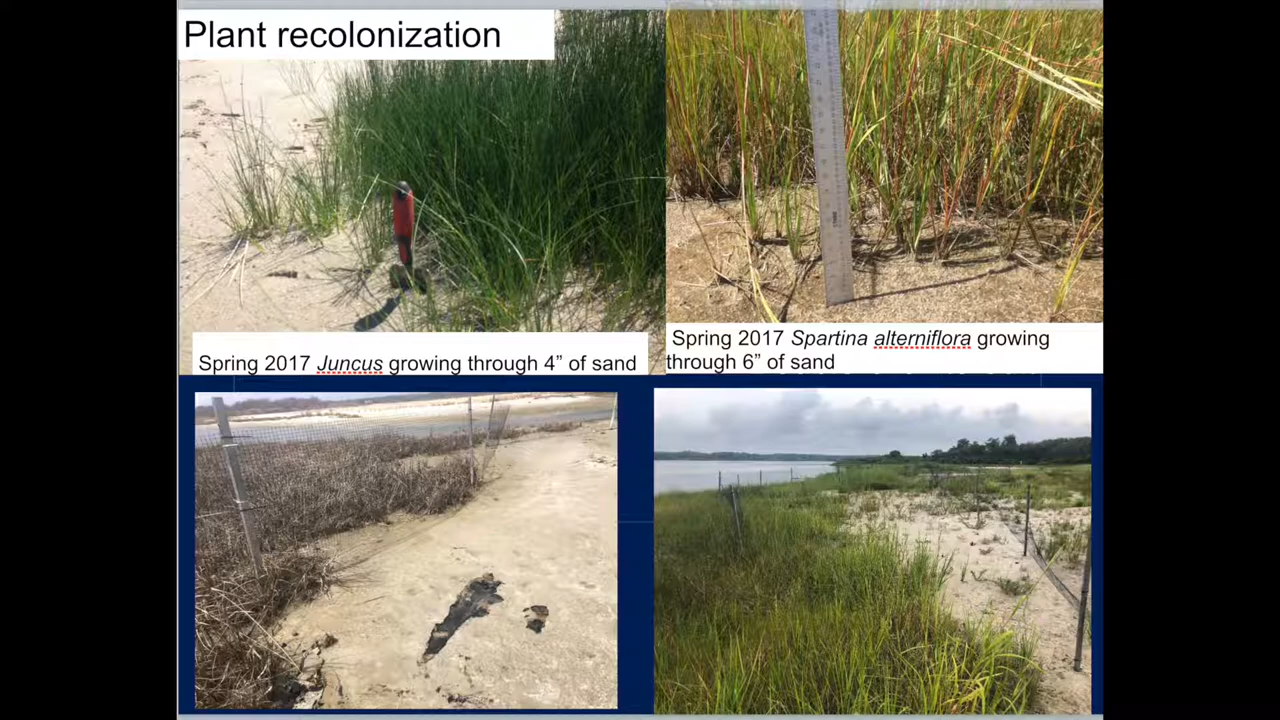 Plant recolonization
Spring 2017 Juncus growing through 4” of sand
Spring 2017 Spartina alterniflora growing
through 6” of sand